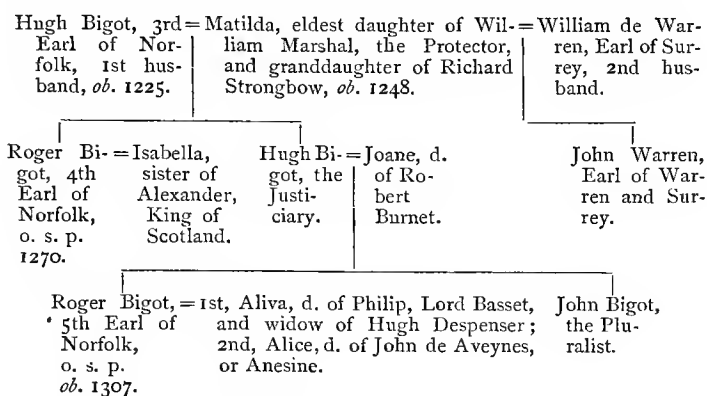 Hugh Bigot, 3rd
Earl of Nor-
folk, 1st hus-
band, ob. 1225.
= Matilda, eldest daughter of Wil-
liam Marshal, the Protector,
and granddaughter of Richard
Strongbow, ob. 1248.
= William de War-
ren, Earl of Sur-
rey, 2nd hus-
band.
Roger Bi-
got, 4th
Earl of
Norfolk,
o. s. p.
1270.
= Isabella,
sister of
Alexander,
King of
Scotland.
Hugh Bi-
got, the
Justi-
ciary.
= Joane, d.
of Ro-
bert
Burnet.
John Warren,
Earl of War-
ren and Sur-
rey.
Roger Bigot,
5th Earl of
Norfolk,
o. s. p.
ob. 1307.
= 1st, Aliva, d. of Philip, Lord Basset,
and widow of Hugh Despenser;
2nd, Alice, d. of John de Aveynes,
or Anesine.
John Bigot,
the Plu-
ralist.